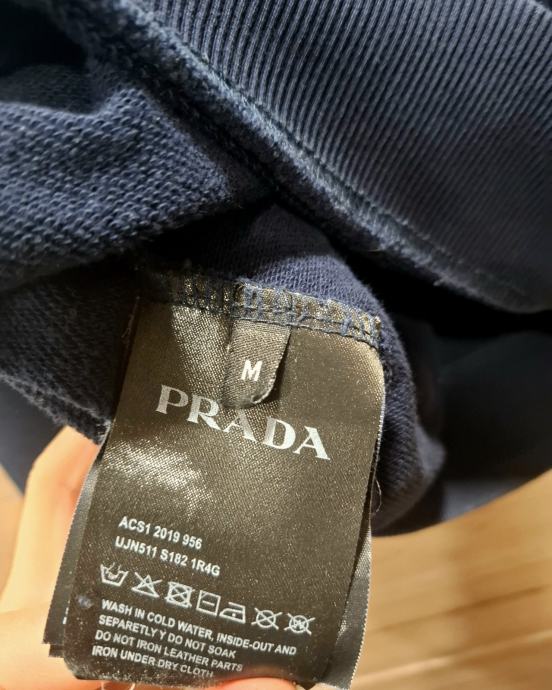 M
PRADA
ACS1 2019 956
UJN511 S182 1R4G
WASH IN COLD WATER, INSIDE-OUT AND
SEPARETLY Y DO NOT SOAK
DO NOT IRON LEATHER PARTS
IRON UNDER DRY CLOTH